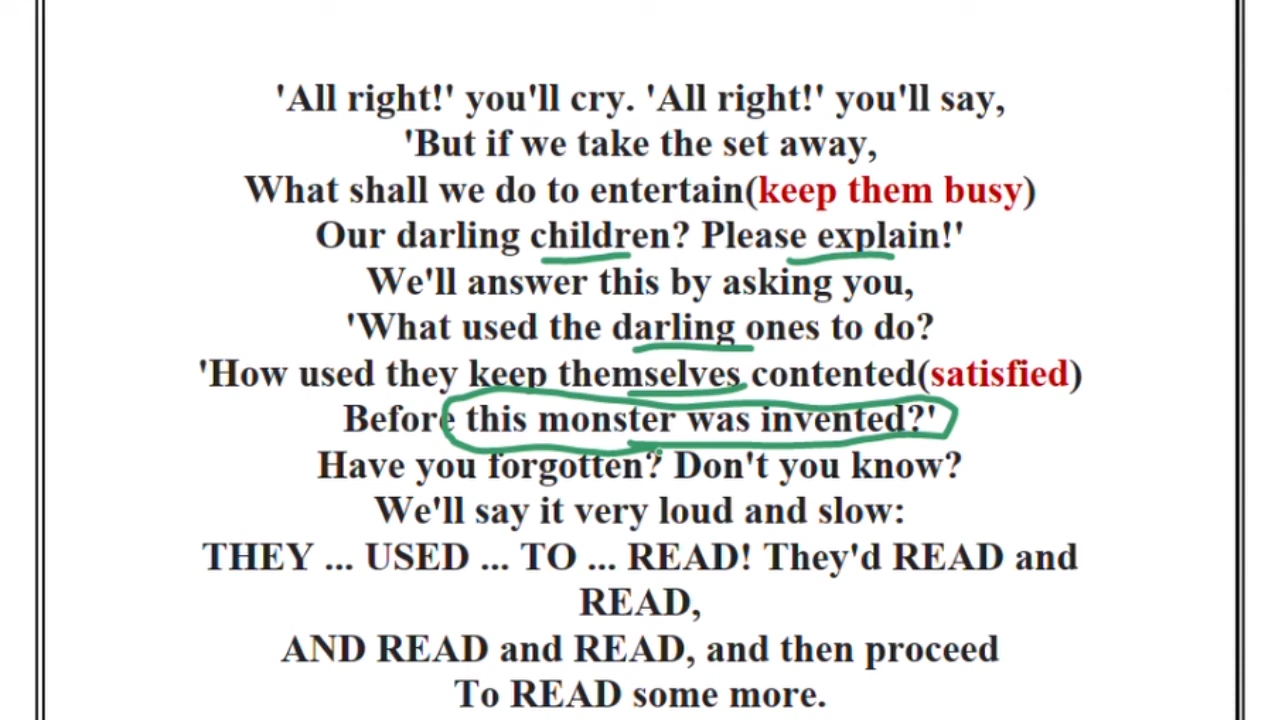 'All right!' you'll cry. 'All right!' you'll say,
'But if we take the set away,
What shall we do to entertain(keep them busy)
Our darling children? Please explain!'
We'll answer this by asking you,
'What used the darling ones to do?
'How used they keep themselves contented(satisfied)
Before this monster was invented?'
Have you forgotten? Don't you know?
We'll say it very loud and slow:
THEY ... USED ... TO ... READ! They'd READ and
READ,
AND READ and READ, and then proceed
To READ some more.